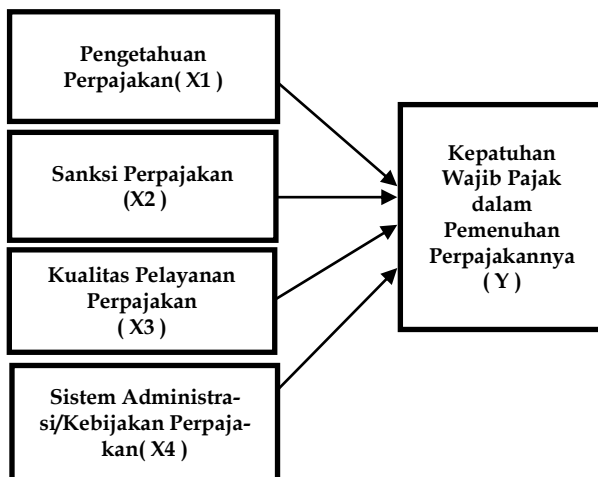 Pengetahuan
Perpajakan( X1 )
Sanksi Perpajakan
(X2 )
Kualitas Pelayanan
Perpajakan
( X3 )
Sistem Administra-
si/Kebijakan Perpaja-
kan( X4 )
Kepatuhan
Wajib Pajak
dalam
Pemenuhan
Perpajakannya
( Y )